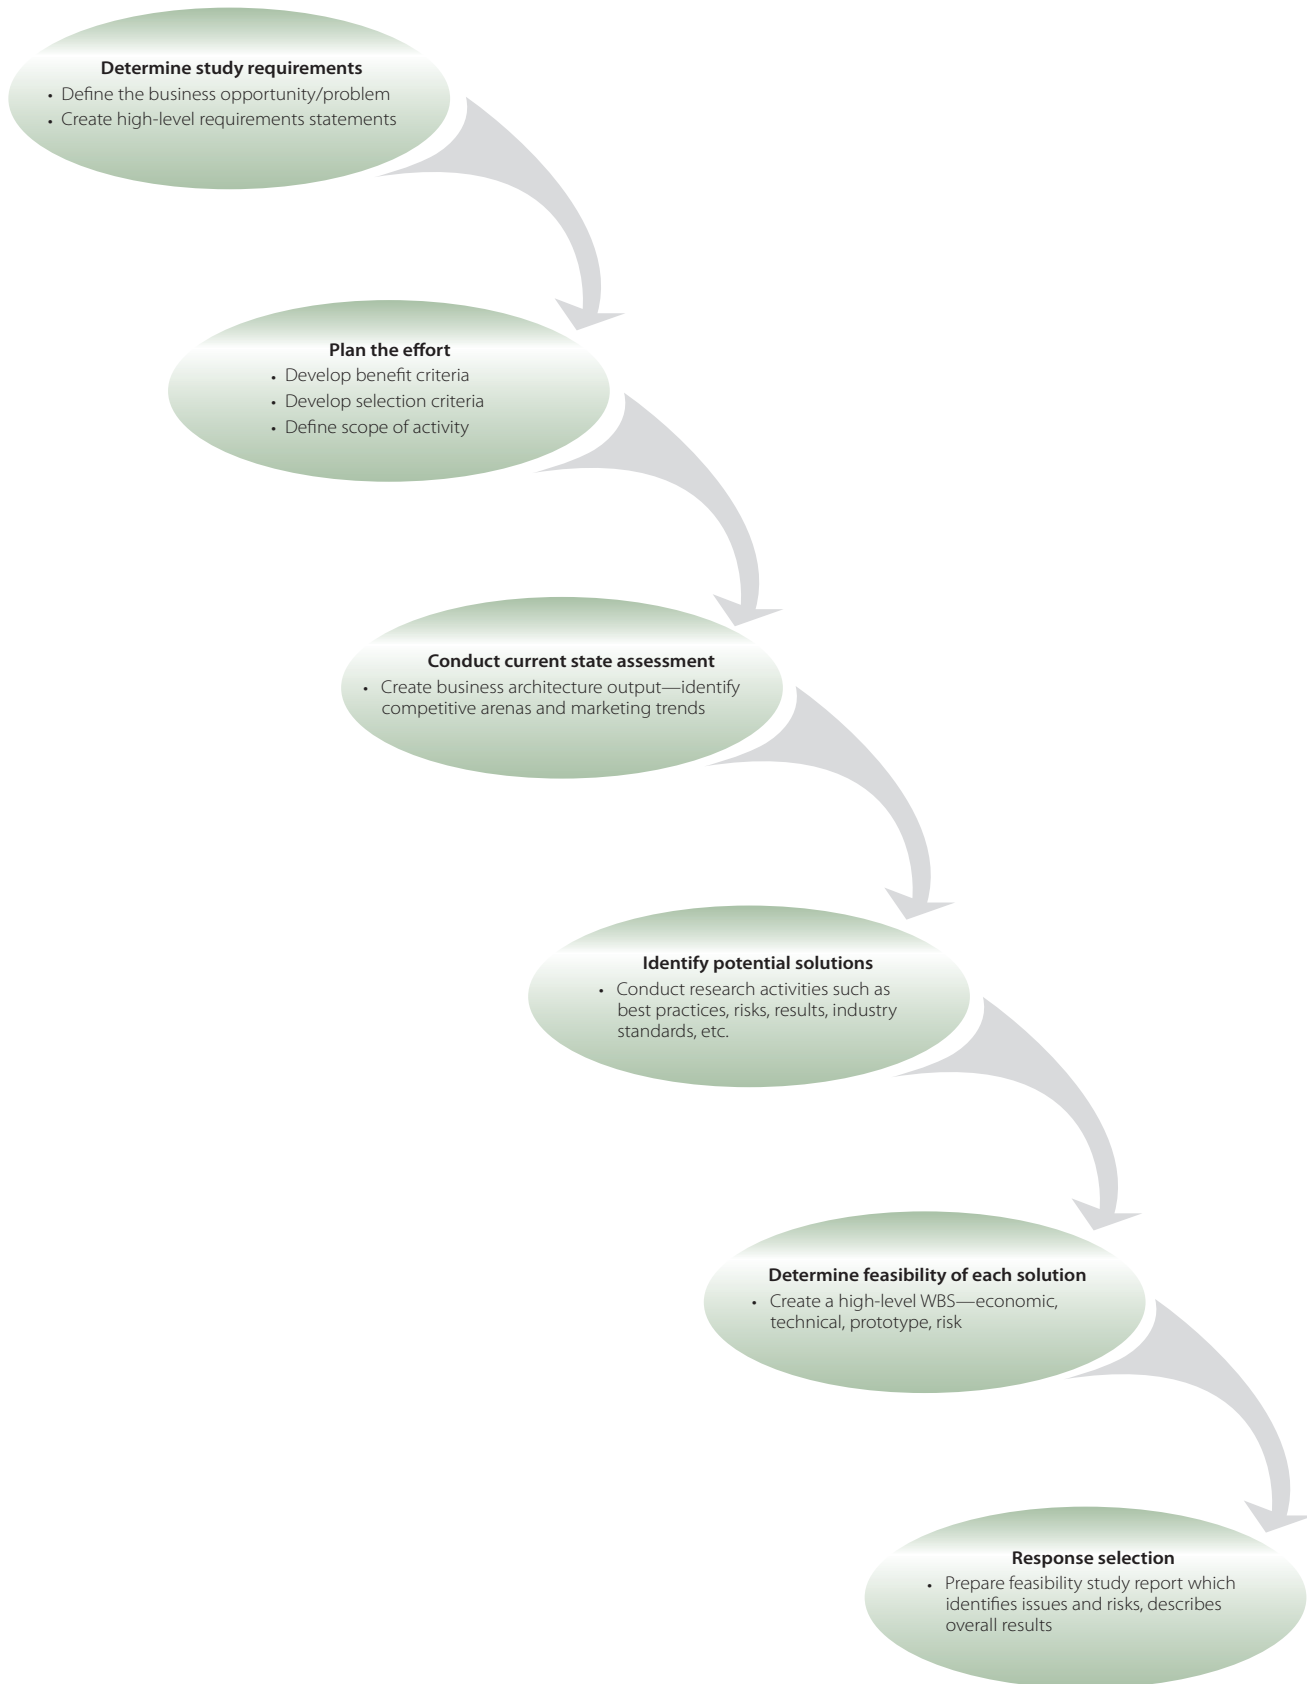 Determine study requirements
• Define the business opportunity/problem
• Create high-level requirements statements
Plan the effort
• Develop benefit criteria
• Develop selection criteria
• Define scope of activity
Conduct current state assessment
• Create business architecture output—identify
competitive arenas and marketing trends
Identify potential solutions
• Conduct research activities such as
best practices, risks, results, industry
standards, etc.
Determine feasibility of each solution
• Create a high-level WBS—economic,
technical, prototype, risk
Response selection
• Prepare feasibility study report which
identifies issues and risks, describes
overall results